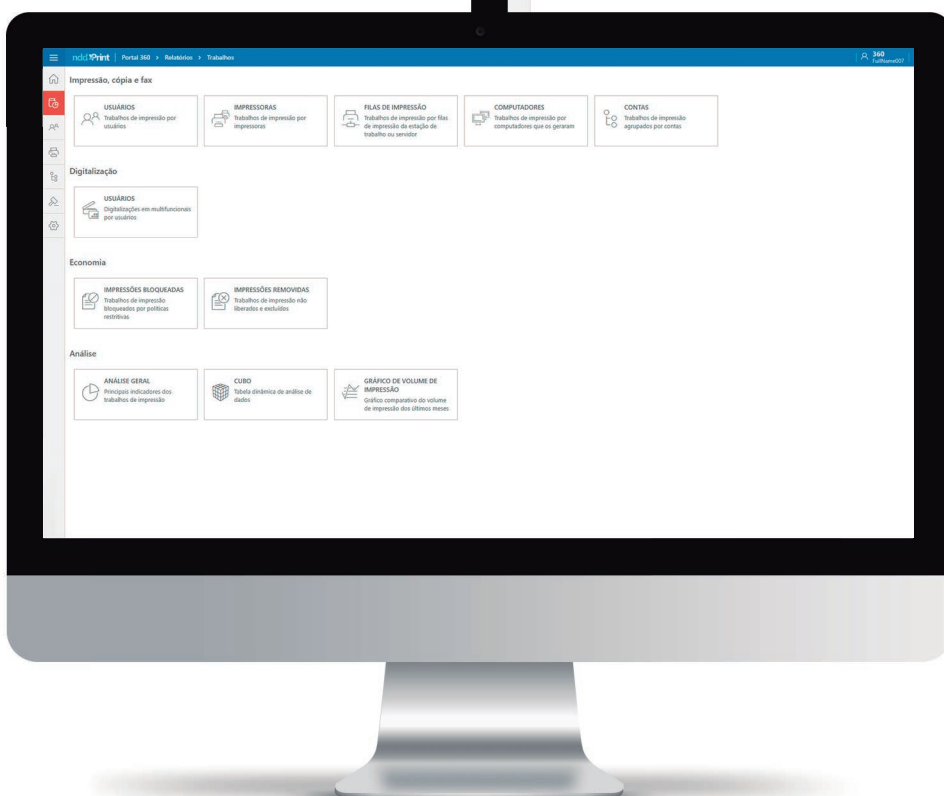 nddPrint | Portal 360 > Relatórios > Trabalhos
360
FullName007
Impressão, cópia e fax
USUÁRIOS
Trabalhos de impressão por
usuários
IMPRESSORAS
Trabalhos de impressão por
impressoras
FILAS DE IMPRESSÃO
Trabalhos de impressão por filas
de impressão da estação de
trabalho ou servidor
COMPUTADORES
Trabalhos de impressão por
computadores que os geraram
CONTAS
Trabalhos de impressão
agrupados por contas
Digitalização
USUÁRIOS
Digitalizações em multifuncionais
por usuários
Economia
IMPRESSÕES BLOQUEADAS
Trabalhos de impressão
bloqueados por políticas
restritivas
IMPRESSÕES REMOVIDAS
Trabalhos de impressão não
liberados e excluídos
Análise
ANÁLISE GERAL
Principais indicadores dos
trabalhos de impressão
CUBO
Tabela dinâmica de análise de
dados
GRÁFICO DE VOLUME DE
IMPRESSÃO
Gráfico comparativo do volume
de impressão dos últimos meses